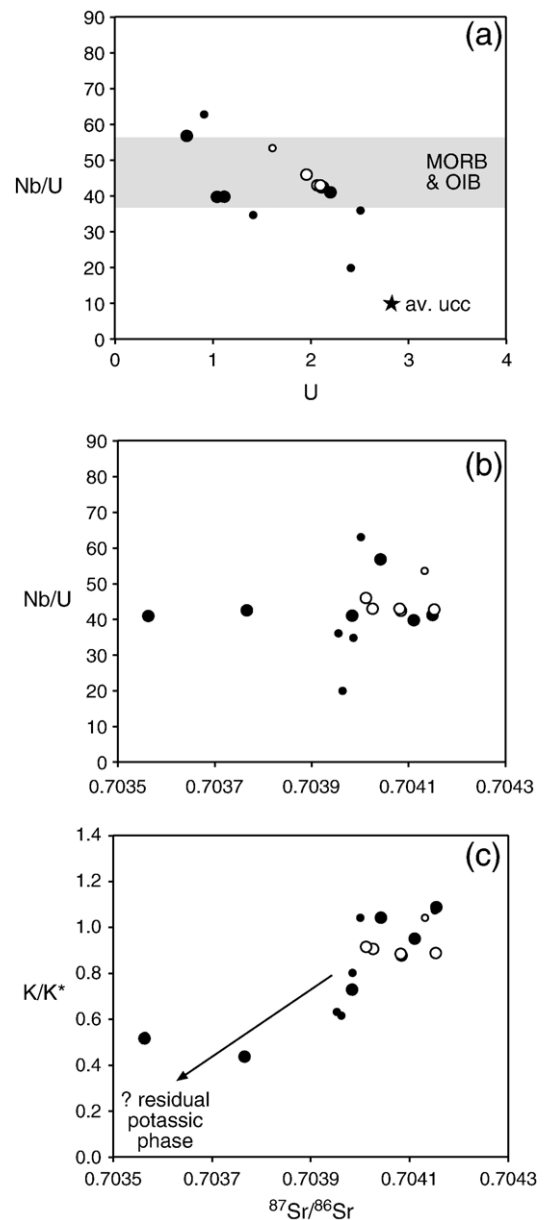 (a)
90
80
70
60
50
40
30
20
10
0
Nb/U
MORB
& OIB
av. ucc
0 1 2 3 4
U
(b)
90
80
70
60
50
40
30
20
10
0
Nb/U
0.7035 0.7037 0.7039 0.7041 0.7043
(c)
1.4
1.2
1.0
0.8
0.6
0.4
0.2
0.0
K/K*
? residual
potassic
phase
0.7035 0.7037 0.7039 0.7041 0.7043
⁸⁷Sr/⁸⁶Sr